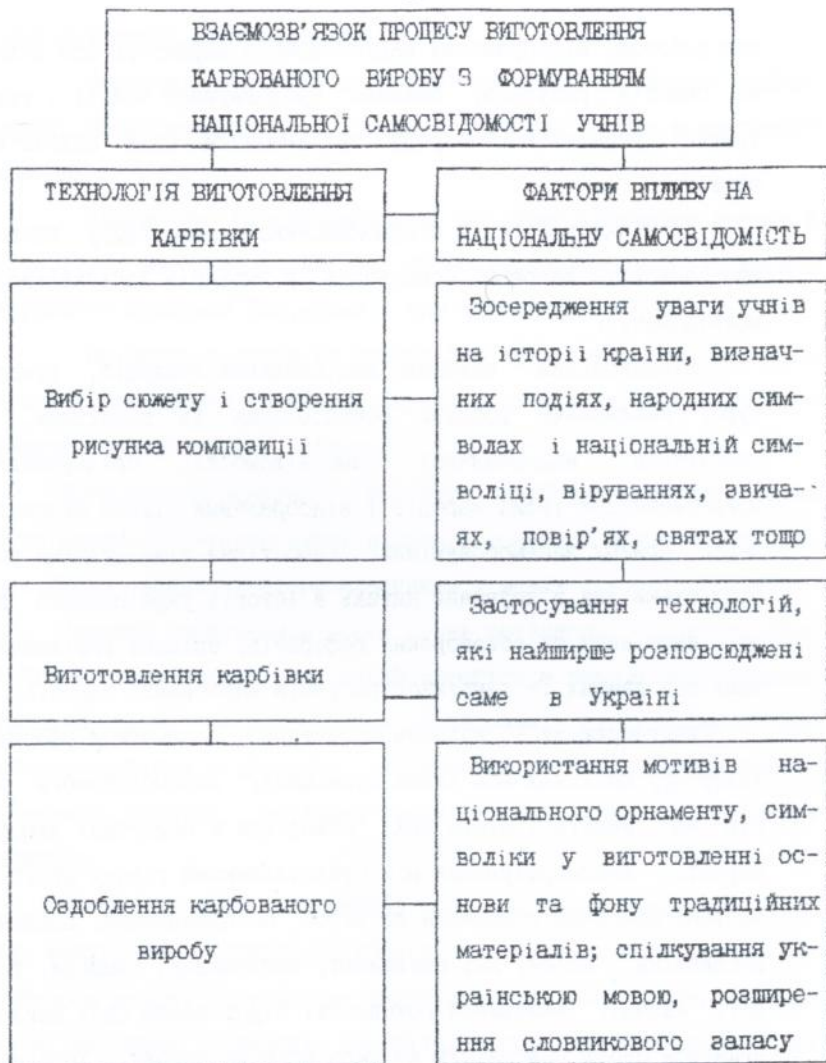 ВЗАЄМОЗВ'ЯЗОК ПРОЦЕСУ ВИГОТОВЛЕННЯ
КАРБОВАНОГО ВИРОБУ З ФОРМУВАННЯМ
НАЦІОНАЛЬНОЇ САМОСВІДОМОСТІ УЧНІВ
ТЕХНОЛОГІЯ ВИГОТОВЛЕННЯ
КАРБІВКИ
ФАКТОРИ ВПЛИВУ НА
НАЦІОНАЛЬНУ САМОСВІДОМІСТЬ
Вибір сюжету і створення
рисунка композиції
Зосередження уваги учнів
на історії країни, визнач-
них подіях, народних сим-
волах і національній сим-
воліці, віруваннях, звича-
ях, повір'ях, святах тощо
Виготовлення карбівки
Застосування технологій,
які найширше розповсюджені
саме в Україні
Оздоблення карбованого
виробу
Використання мотивів на-
ціонального орнаменту, сим-
воліки у виготовленні ос-
нови та фону традиційних
матеріалів; спілкування ук-
раїнською мовою, розшире-
ння словникового запасу